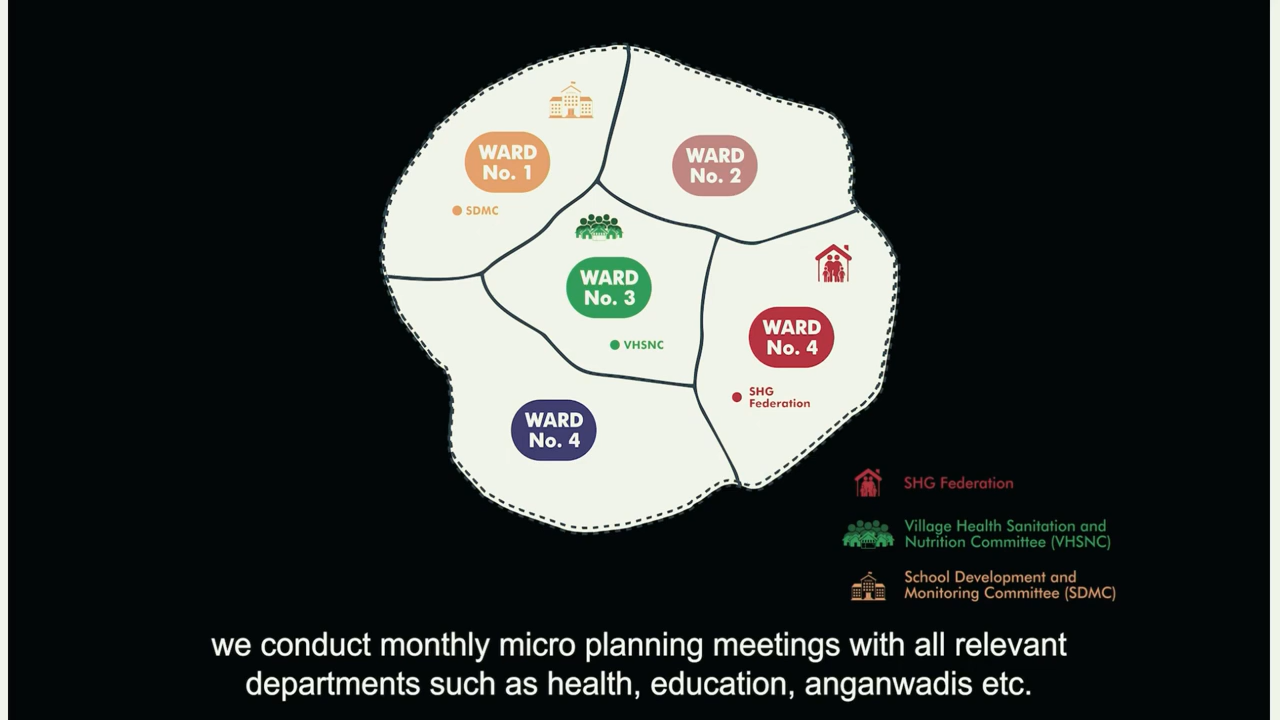 WARD
No. 1
SDMC
WARD
No. 2
WARD
No. 3
VHSNC
WARD
No. 4
SHG
Federation
WARD
No. 4
SHG Federation
Village Health Sanitation and
Nutrition Committee (VHSNC)
School Development and
Monitoring Committee (SDMC)
we conduct monthly micro planning meetings with all relevant
departments such as health, education, anganwadis etc.